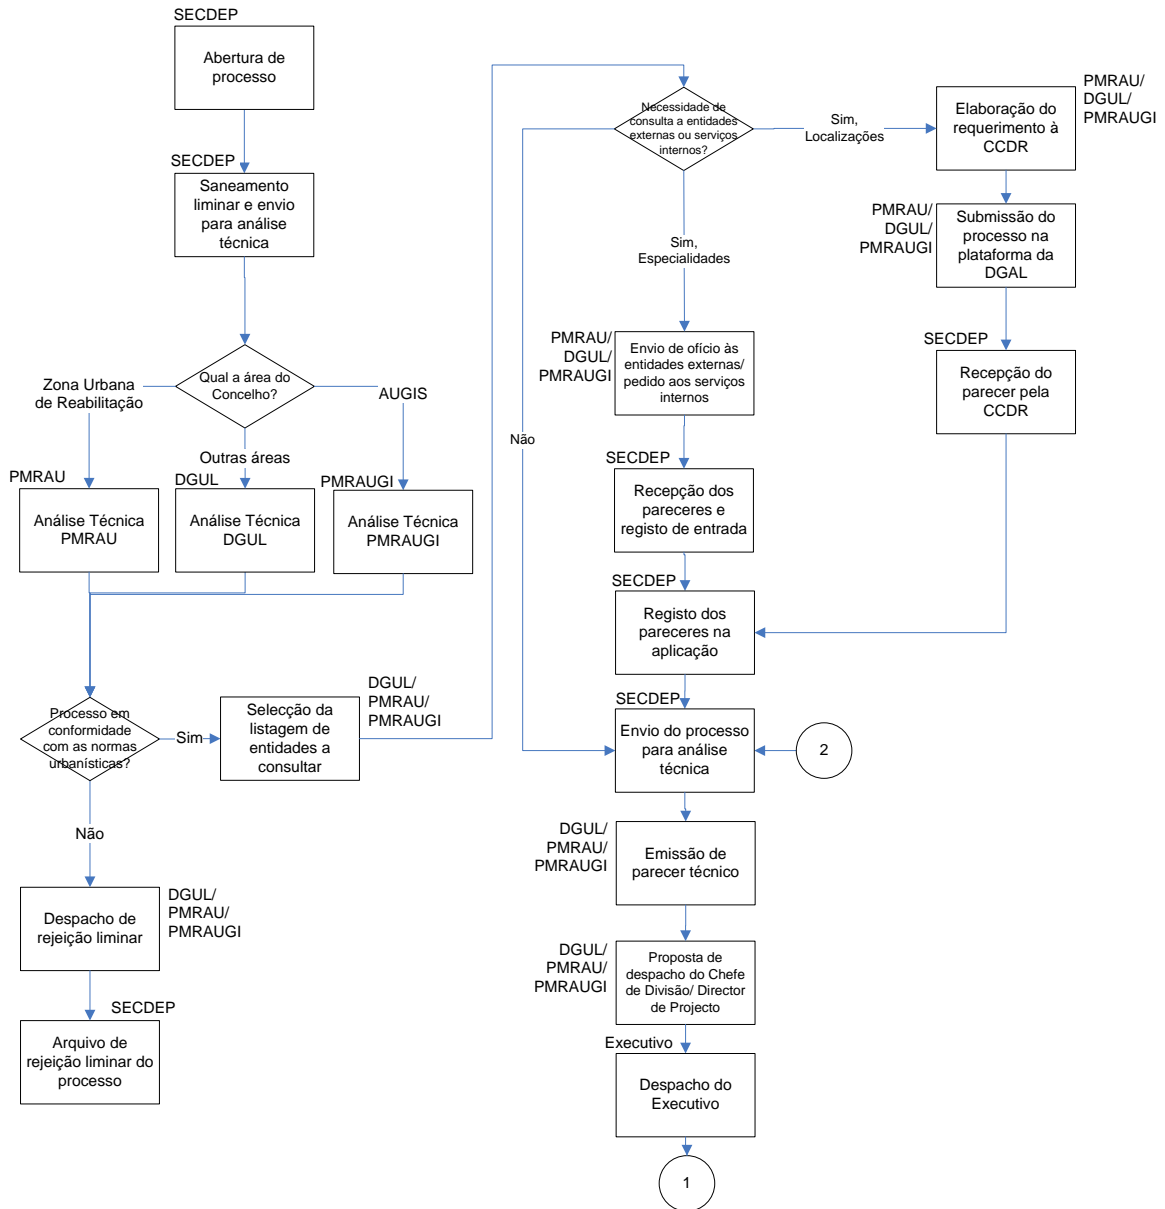 SECDEP
Abertura de
processo
SECDEP
Saneamento
liminar e envio
para análise
técnica
Qual a área do
Concelho?
Zona Urbana
de Reabilitação
AUGIS
Outras áreas
PMRAU
Análise Técnica
PMRAU
DGUL
Análise Técnica
DGUL
PMRAUGI
Análise Técnica
PMRAUGI
Processo em
conformidade
com as normas
urbanísticas?
Sim
Selecção da
listagem de
entidades a
consultar
DGUL/
PMRAU/
PMRAUGI
Não
Despacho de
rejeição liminar
DGUL/
PMRAU/
PMRAUGI
SECDEP
Arquivo de
rejeição liminar do
processo
Necessidade de
consulta a entidades
externas ou serviços
internos?
Sim,
Localizações
Elaboração do
requerimento à
CCDR
PMRAU/
DGUL/
PMRAUGI
PMRAU/
DGUL/
PMRAUGI
Submissão do
processo na
plataforma da
DGAL
SECDEP
Recepção do
parecer pela
CCDR
Sim,
Especialidades
Não
PMRAU/
DGUL/
PMRAUGI
Envio de ofício às
entidades externas/
pedido aos serviços
internos
SECDEP
Recepção dos
pareceres e
registo de entrada
SECDEP
Registo dos
pareceres na
aplicação
SECDEP
Envio do processo
para análise
técnica
2
DGUL/
PMRAU/
PMRAUGI
Emissão de
parecer técnico
DGUL/
PMRAU/
PMRAUGI
Proposta de
despacho do Chefe
de Divisão/ Director
de Projecto
Executivo
Despacho do
Executivo
1